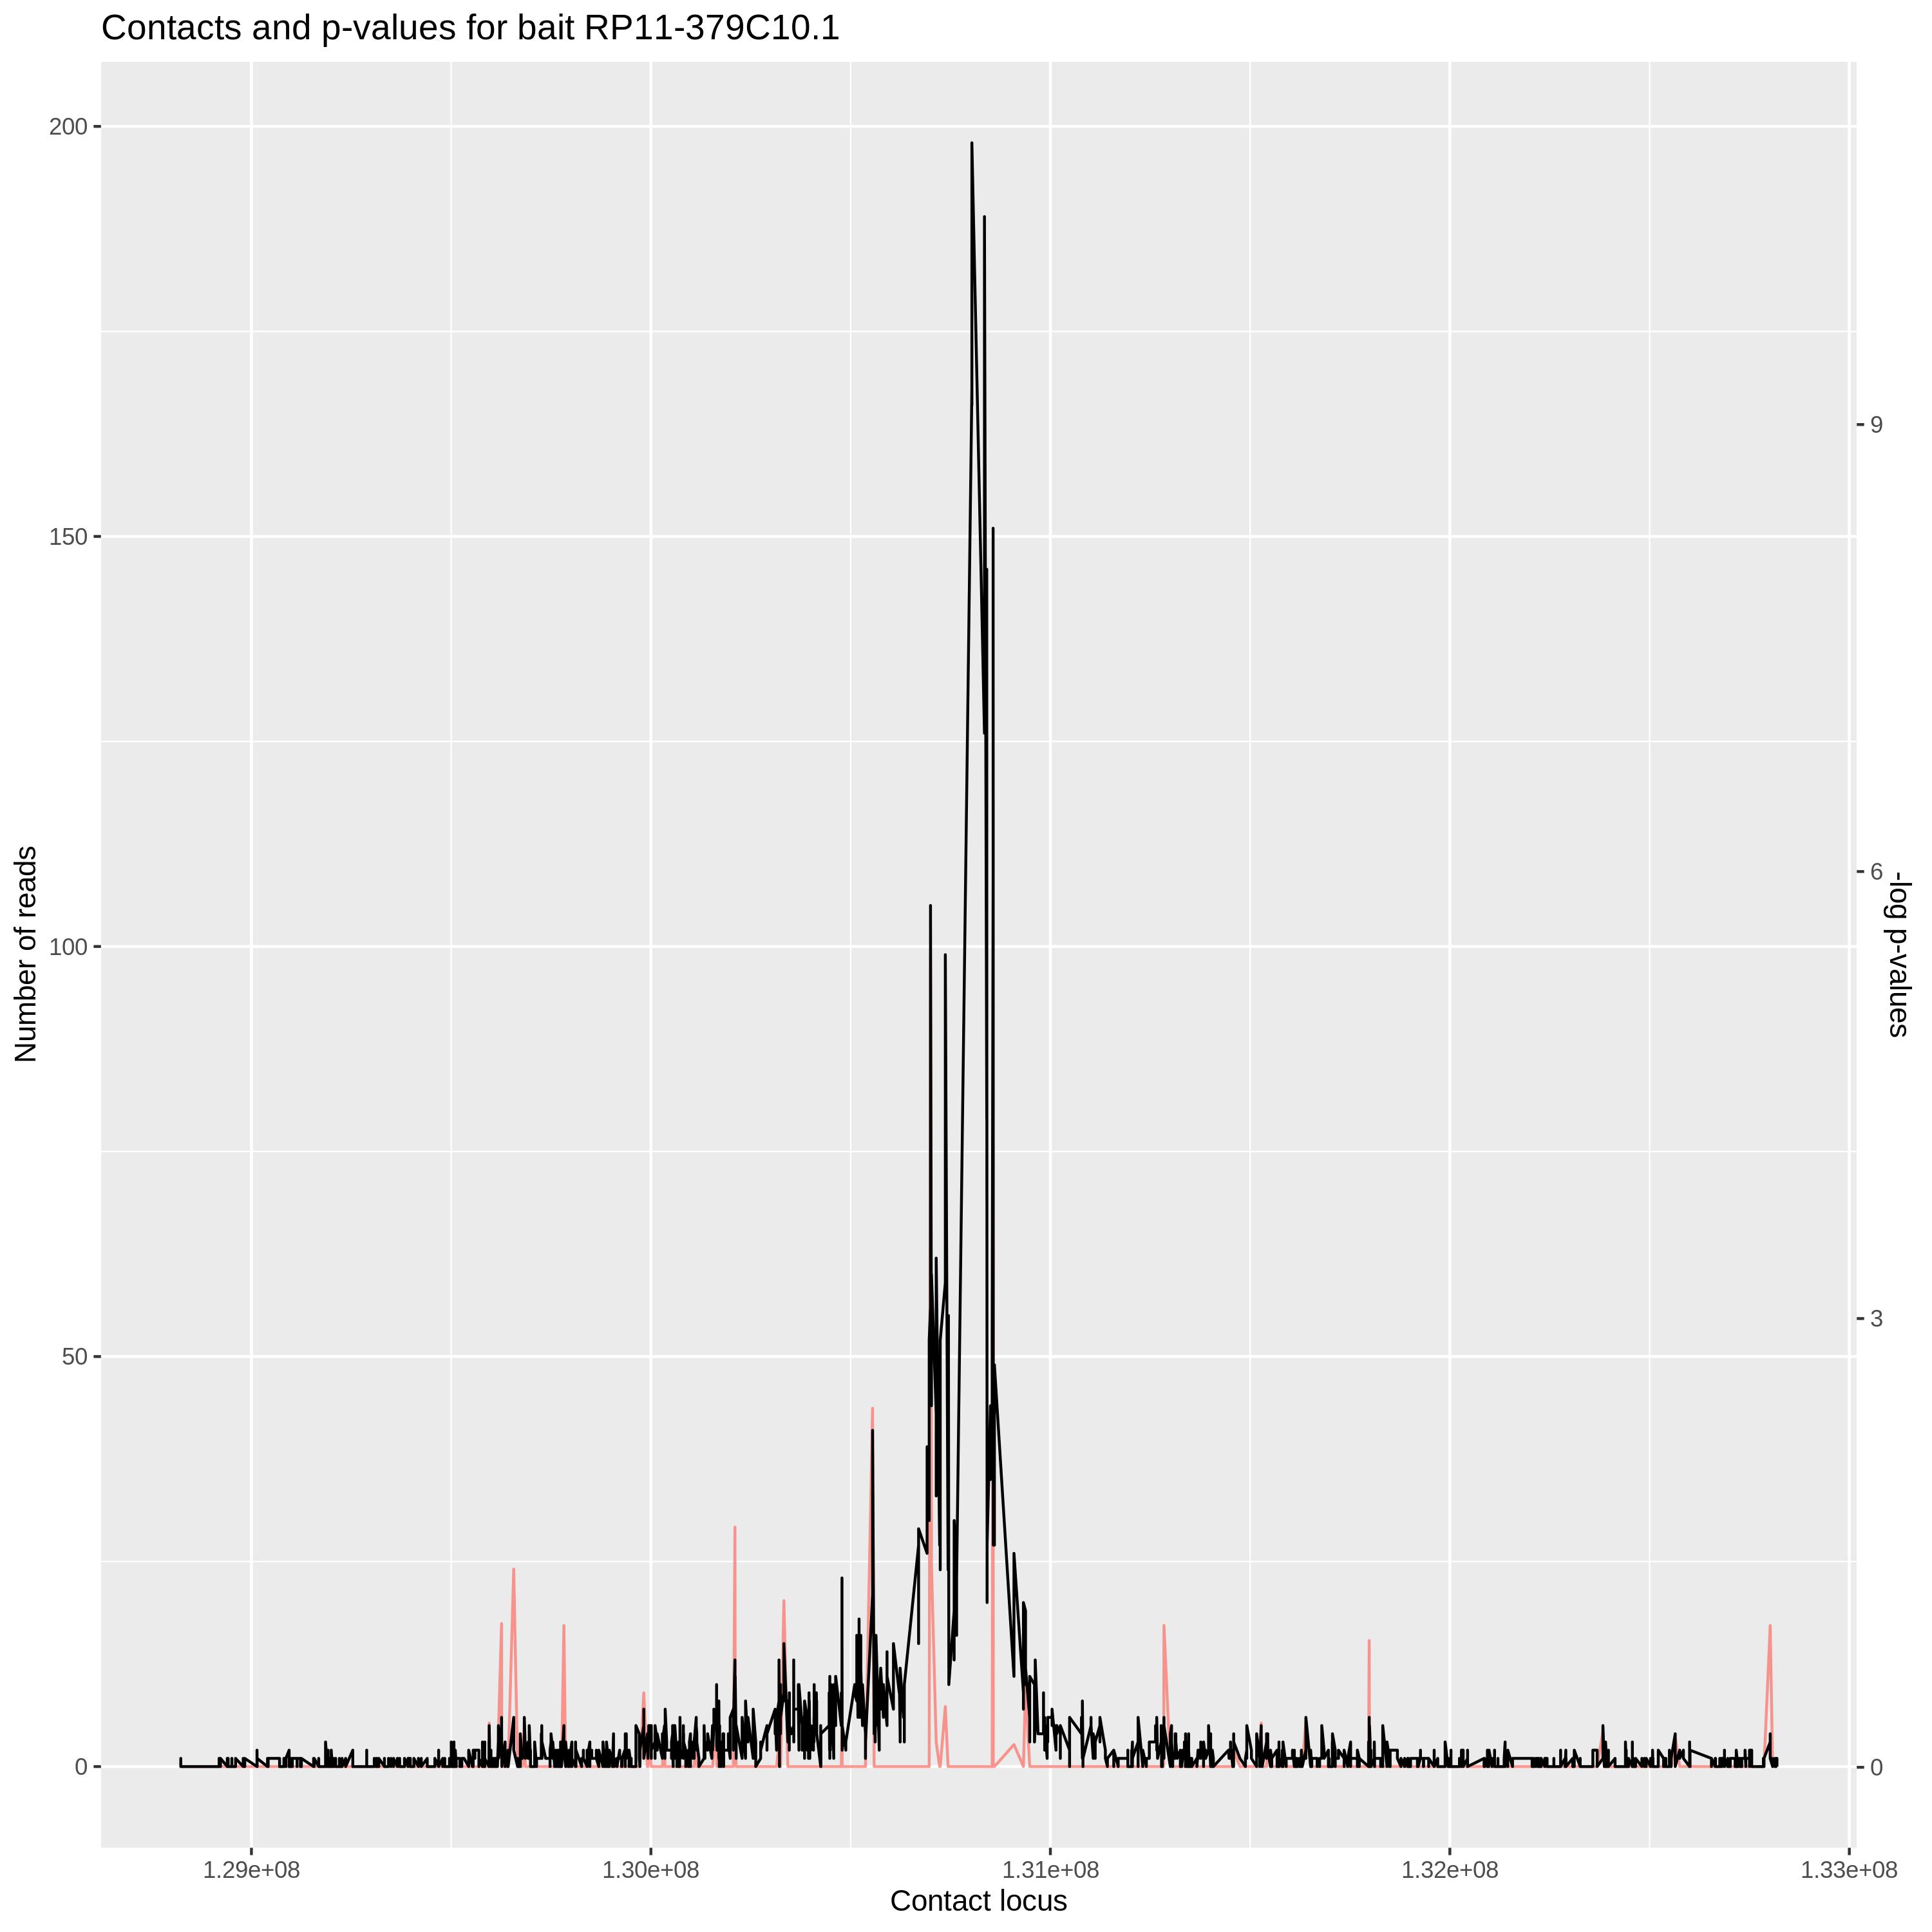 Contacts and p-values for bait RP11-379C10.1
200
150
100
50
0
9
6
3
0
Number of reads
-log p-values
1.29e+08
1.30e+08
1.31e+08
1.32e+08
1.33e+08
Contact locus